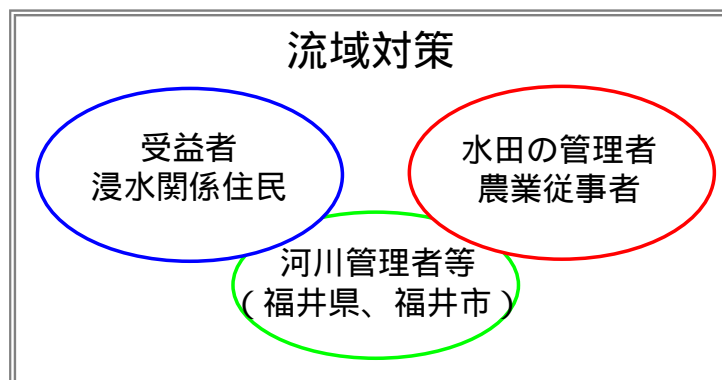 流域対策
受益者
浸水関係住民
水田の管理者
農業従事者
河川管理者等
(福井県、福井市)